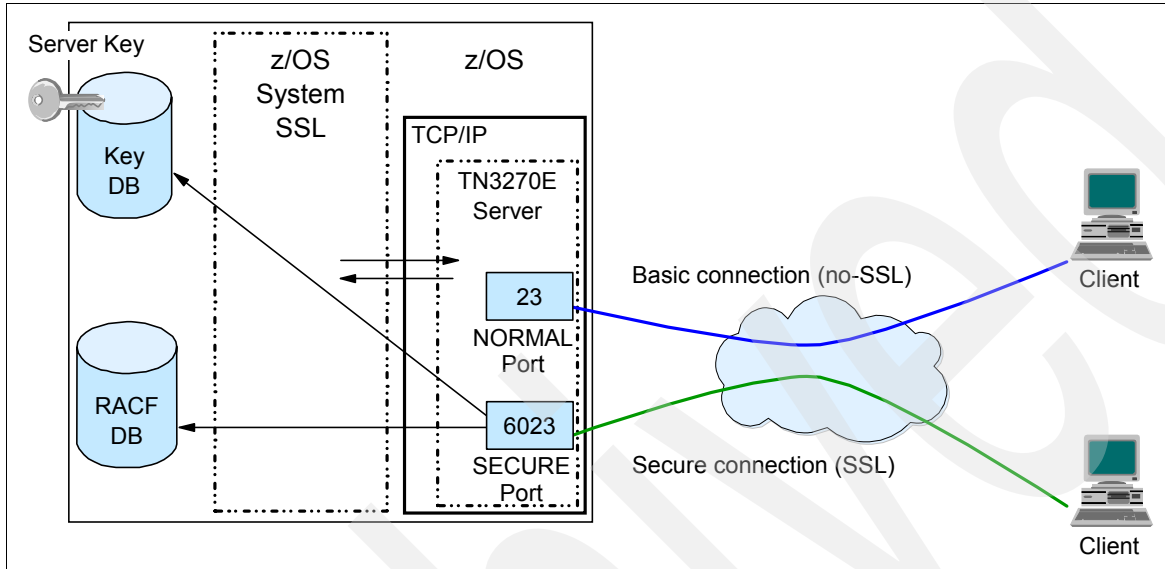 Server Key
Key
DB
RACF
DB
z/OS
System
SSL
z/OS
TCP/IP
TN3270E
Server
23
NORMAL
Port
6023
SECURE
Port
Basic connection (no-SSL)
Secure connection (SSL)
Client
Client